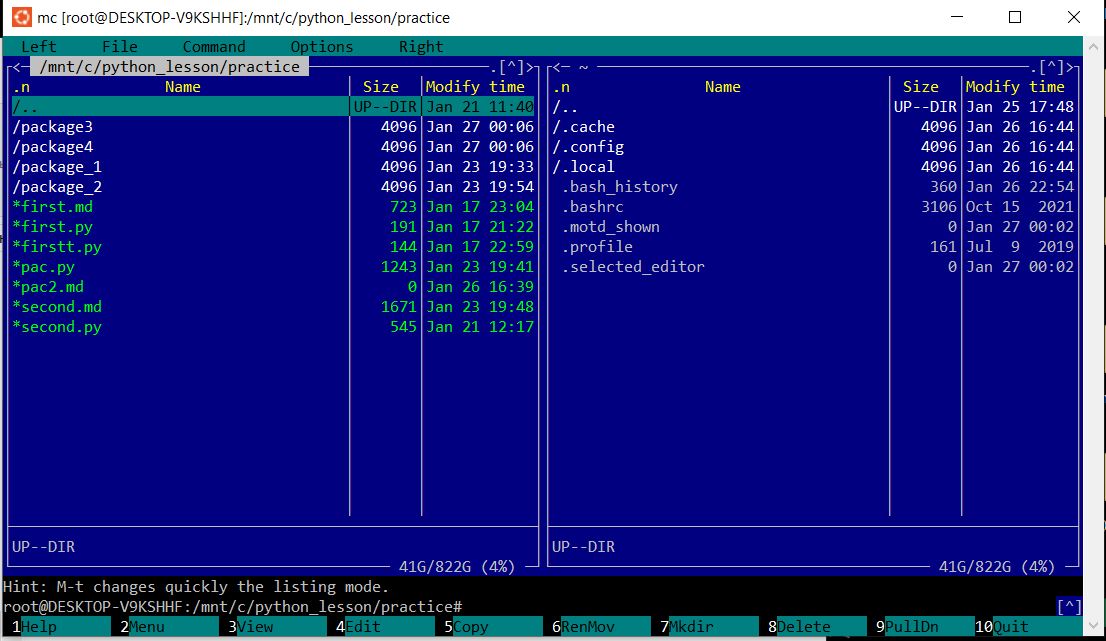 mc [root@DESKTOP-V9KSHHF]:/mnt/c/python_lesson/practice
Left File Command Options Right
<- /mnt/c/python_lesson/practice .[^]> <- ~ .[^]>
.n Name Size Modify time .n Name Size Modify time
/.. UP--DIR Jan 21 11:40 /.. UP--DIR Jan 25 17:48
/package3 4096 Jan 27 00:06 /.cache 4096 Jan 26 16:44
/package4 4096 Jan 27 00:06 /.config 4096 Jan 26 16:44
/package_1 4096 Jan 23 19:33 /.local 4096 Jan 26 16:44
/package_2 4096 Jan 23 19:54 .bash_history 360 Jan 26 22:54
*first.md 723 Jan 17 23:04 .bashrc 3106 Oct 15 2021
*first.py 191 Jan 17 21:22 .motd_shown 0 Jan 27 00:02
*firstt.py 144 Jan 17 22:59 .profile 161 Jul 9 2019
*pac.py 1243 Jan 23 19:41 .selected_editor 0 Jan 27 00:02
*pac2.md 0 Jan 26 16:39
*second.md 1671 Jan 23 19:48
*second.py 545 Jan 21 12:17
UP--DIR UP--DIR
41G/822G (4%) 41G/822G (4%)
Hint: M-t changes quickly the listing mode.
root@DESKTOP-V9KSHHF:/mnt/c/python_lesson/practice# [^]
1Help 2Menu 3View 4Edit 5Copy 6RenMov 7Mkdir 8Delete 9PullDn 10Quit